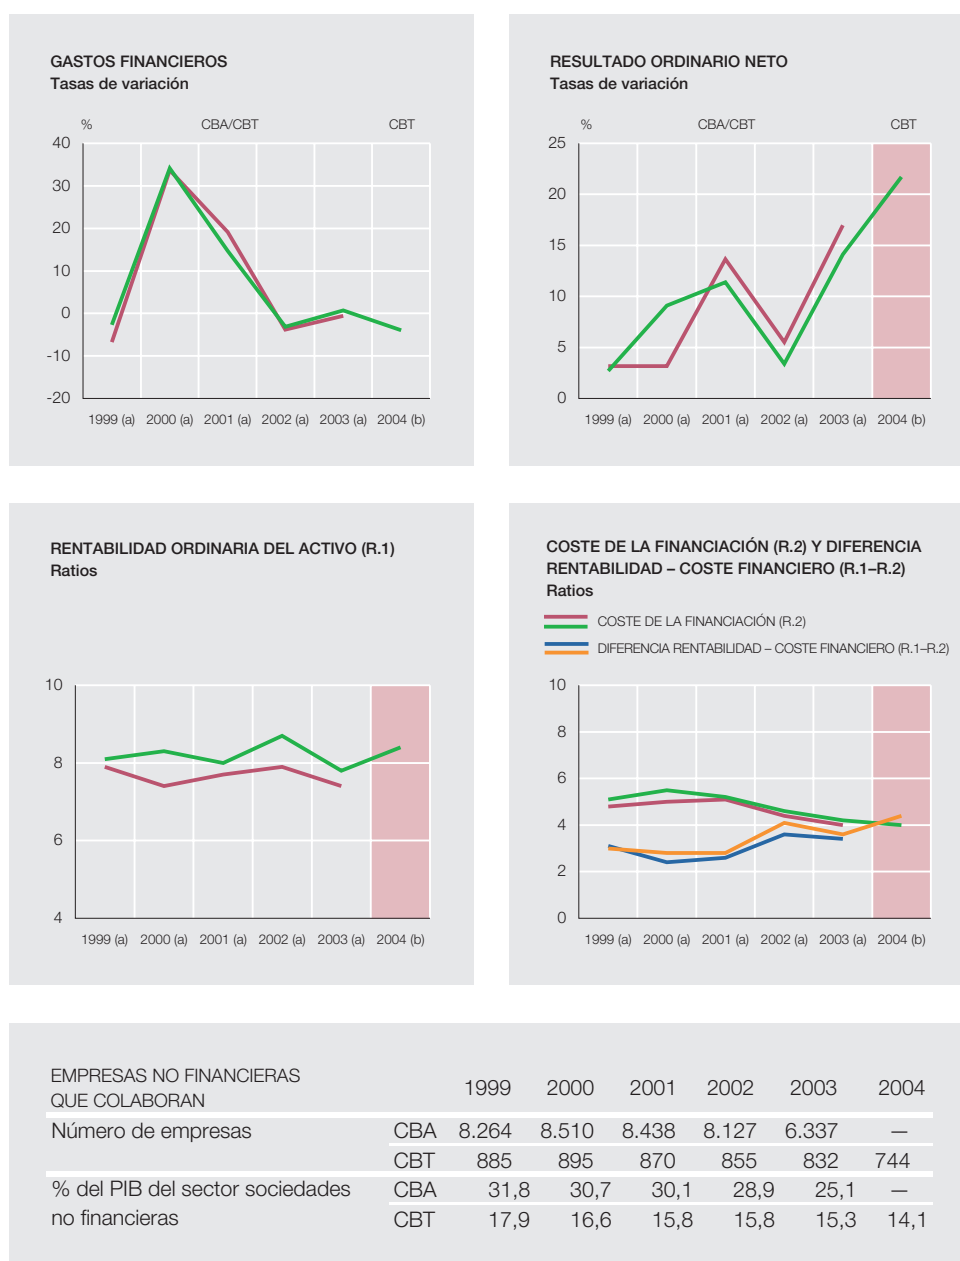 GASTOS FINANCIEROS
Tasas de variación
% CBA/CBT CBT
40
30
20
10
0
-10
-20
1999 (a) 2000 (a) 2001 (a) 2002 (a) 2003 (a) 2004 (b)
RESULTADO ORDINARIO NETO
Tasas de variación
% CBA/CBT CBT
25
20
15
10
5
0
1999 (a) 2000 (a) 2001 (a) 2002 (a) 2003 (a) 2004 (b)
RENTABILIDAD ORDINARIA DEL ACTIVO (R.1)
Ratios
10
8
6
4
1999 (a) 2000 (a) 2001 (a) 2002 (a) 2003 (a) 2004 (b)
COSTE DE LA FINANCIACIÓN (R.2) Y DIFERENCIA
RENTABILIDAD – COSTE FINANCIERO (R.1–R.2)
Ratios
COSTE DE LA FINANCIACIÓN (R.2)
DIFERENCIA RENTABILIDAD – COSTE FINANCIERO (R.1–R.2)
10
8
6
4
2
0
1999 (a) 2000 (a) 2001 (a) 2002 (a) 2003 (a) 2004 (b)
EMPRESAS NO FINANCIERAS
QUE COLABORAN
1999 2000 2001 2002 2003 2004
Número de empresas CBA 8.264 8.510 8.438 8.127 6.337 —
CBT 885 895 870 855 832 744
% del PIB del sector sociedades CBA 31,8 30,7 30,1 28,9 25,1 —
no financieras CBT 17,9 16,6 15,8 15,8 15,3 14,1